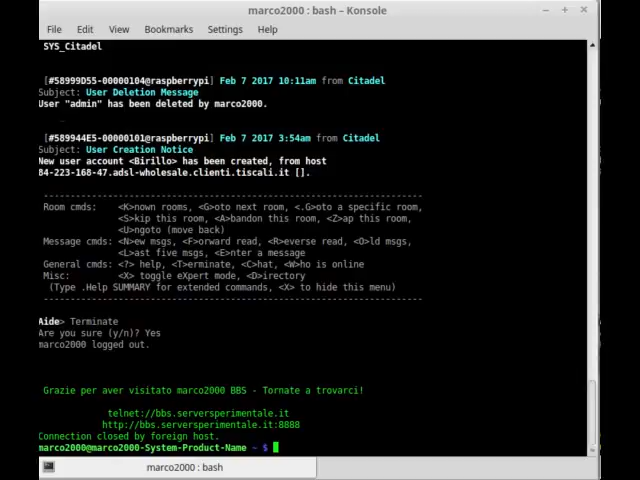 marco2000 : bash – Konsole
File Edit View Bookmarks Settings Help
SYS_Citadel
[#58999D55-00000104@raspberrypi] Feb 7 2017 10:11am from Citadel
Subject: User Deletion Message
User "admin" has been deleted by marco2000.
[#589944E5-00000101@raspberrypi] Feb 7 2017 3:54am from Citadel
Subject: User Creation Notice
New user account <Birillo> has been created, from host
84-223-168-47.adsl-wholesale.clienti.tiscali.it [].
-----------------------------------------------------------------------
Room cmds: <K>nown rooms, <G>oto next room, <.G>oto a specific room,
<S>kip this room, <A>bandon this room, <Z>ap this room,
<U>ngoto (move back)
Message cmds: <N>ew msgs, <F>orward read, <R>everse read, <O>ld msgs,
<L>ast five msgs, <E>nter a message
General cmds: <?> help, <T>erminate, <C>hat, <W>ho is online
Misc: <X> toggle eXpert mode, <D>irectory
(Type .Help SUMMARY for extended commands, <X> to hide this menu)
-----------------------------------------------------------------------
Aide> Terminate
Are you sure (y/n)? Yes
marco2000 logged out.
Grazie per aver visitato marco2000 BBS - Tornate a trovarci!
telnet://bbs.serversperimentale.it
http://bbs.serversperimentale.it:8888
Connection closed by foreign host.
marco2000@marco2000-System-Product-Name ~ $
marco2000 : bash